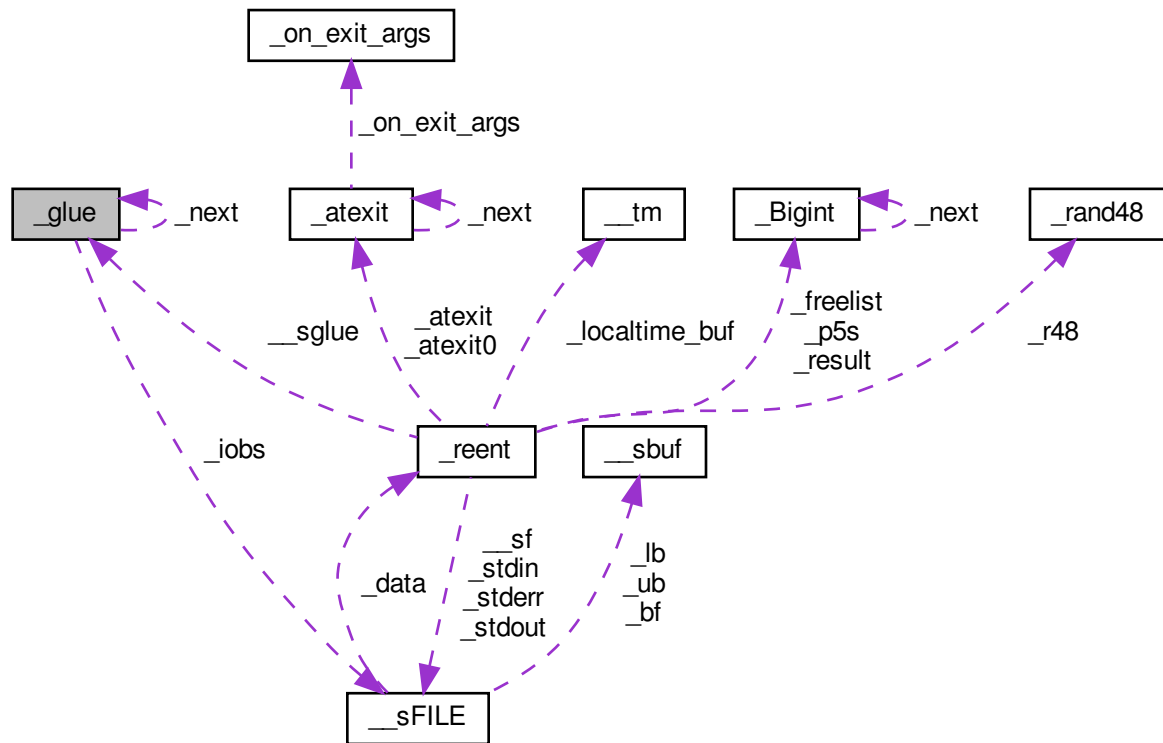 _on_exit_args
_on_exit_args
_glue
_next
_atexit
_next
__tm
_Bigint
_next
_rand48
__sglue
_atexit
_atexit0
_localtime_buf
_freelist
_p5s
_result
_r48
_iobs
_reent
__sbuf
_data
__sf
_stdin
_stderr
_stdout
_lb
_ub
_bf
__sFILE